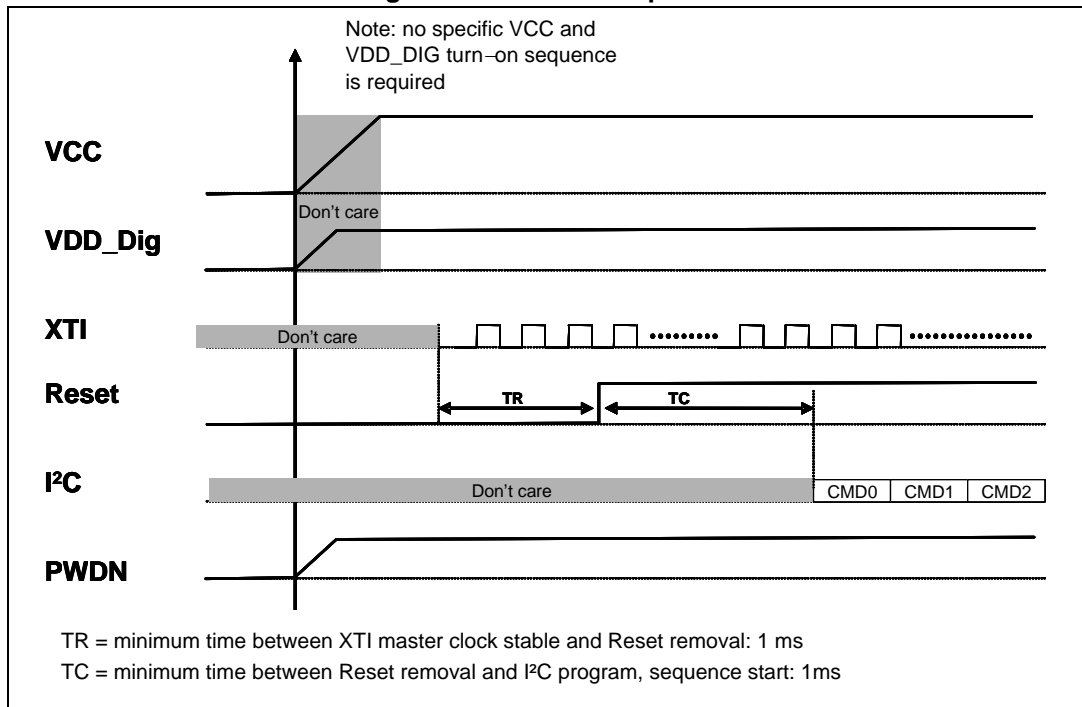 Note: no specific VCC and
VDD_DIG turn−on sequence
is required
VCC
Don't care
VDD_Dig
XTI
Don't care
Reset
TR
TC
I²C
Don't care
CMD0
CMD1
CMD2
PWDN
TR = minimum time between XTI master clock stable and Reset removal: 1 ms
TC = minimum time between Reset removal and I²C program, sequence start: 1ms